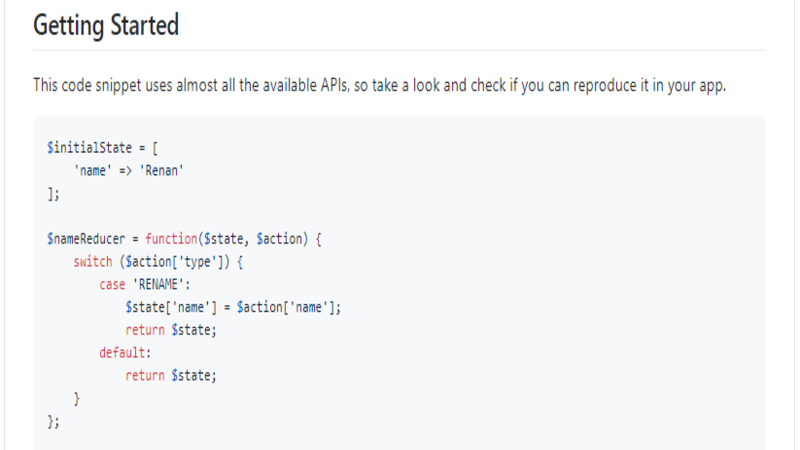 Getting Started
This code snippet uses almost all the available APIs, so take a look and check if you can reproduce it in your app.
$initialState = [
    'name' => 'Renan'
];
$nameReducer = function($state, $action) {
    switch ($action['type']) {
        case 'RENAME':
            $state['name'] = $action['name'];
            return $state;
        default:
            return $state;
    }
};